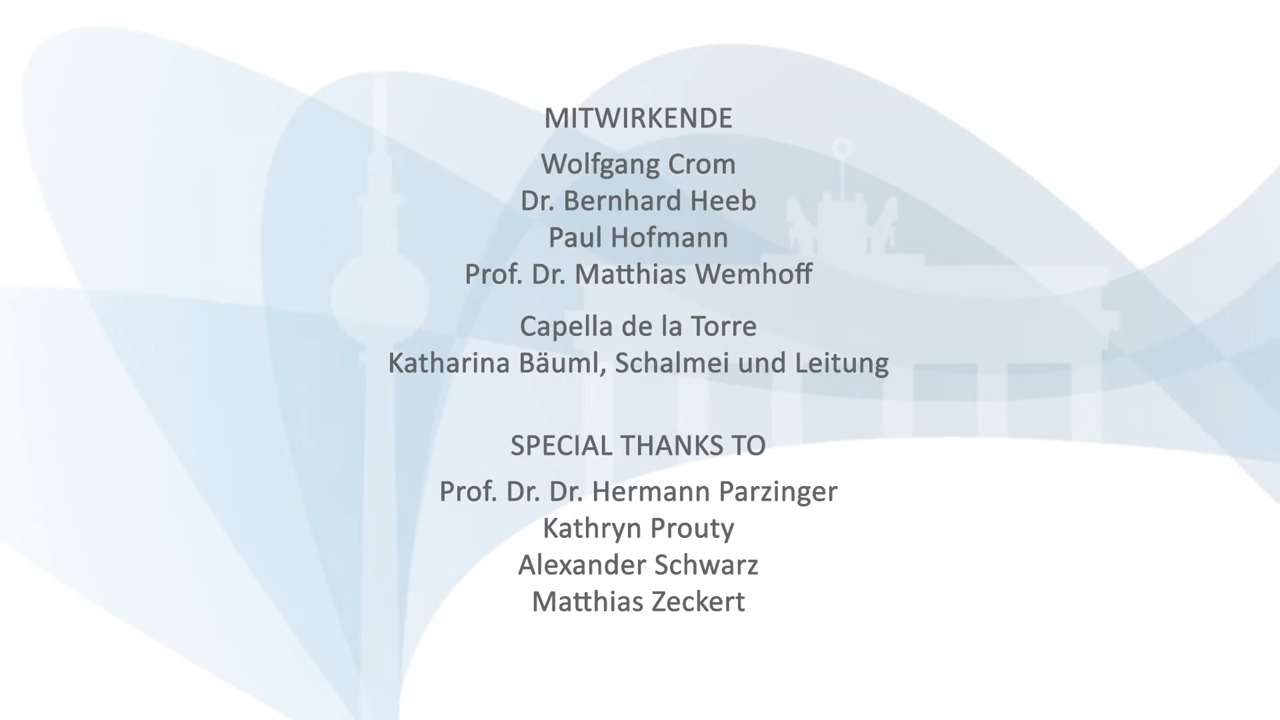 MITWIRKENDE
Wolfgang Crom
Dr. Bernhard Heeb
Paul Hofmann
Prof. Dr. Matthias Wemhoff
Capella de la Torre
Katharina Bäuml, Schalmei und Leitung
SPECIAL THANKS TO
Prof. Dr. Dr. Hermann Parzinger
Kathryn Prouty
Alexander Schwarz
Matthias Zeckert